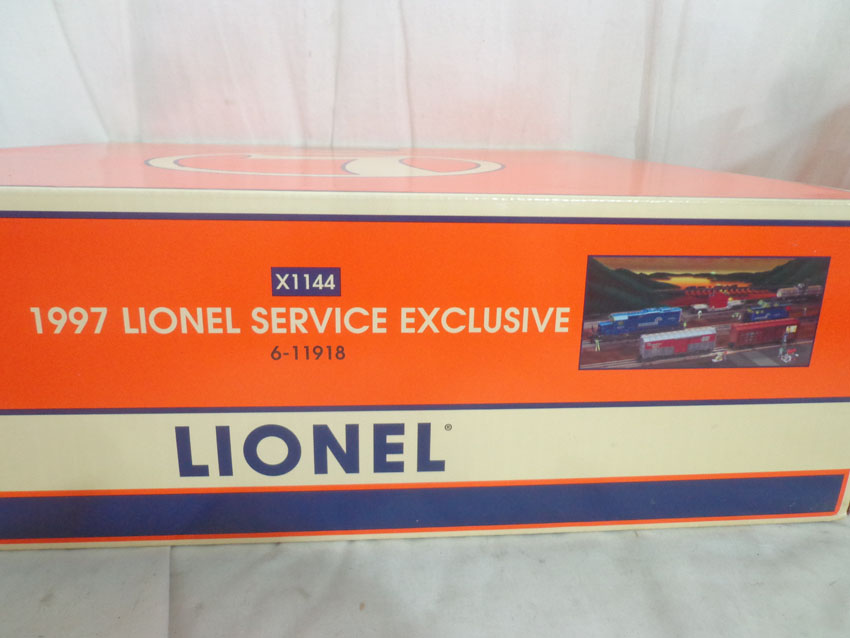 X1144
1997 LIONEL SERVICE EXCLUSIVE
6-11918
LIONEL®